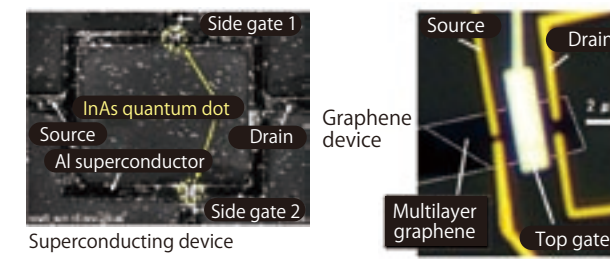 Side gate 1
InAs quantum dot
Source
Drain
Al superconductor
Side gate 2
Superconducting device
Graphene
device
Source
Drain
2
Multilayer
graphene
Top gate